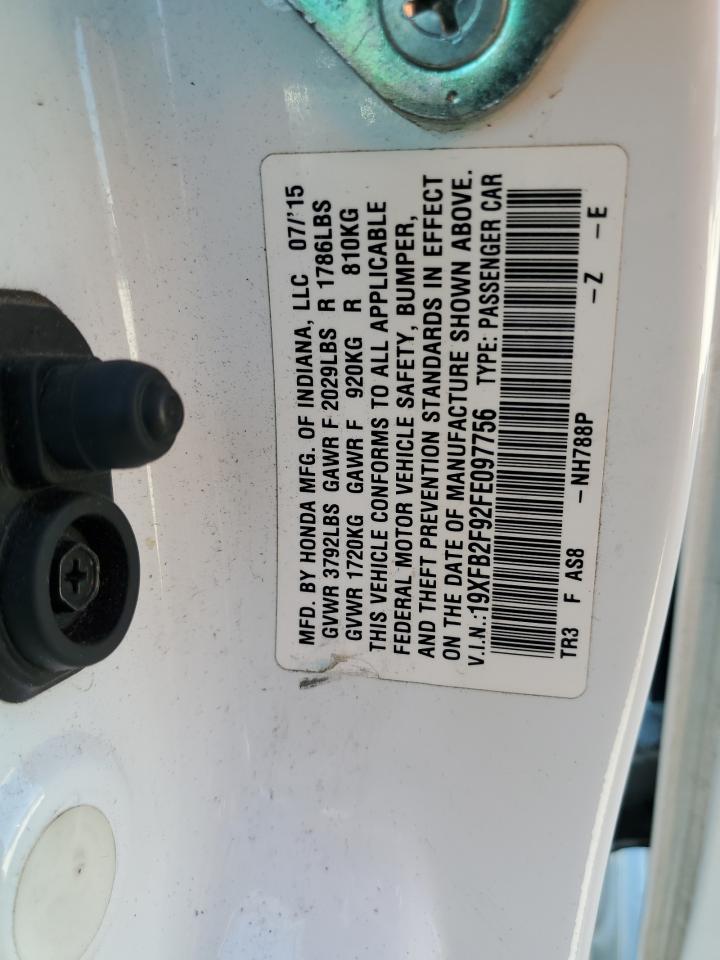 MFD. BY HONDA MFG. OF INDIANA, LLC 07/'15
GVWR 3792LBS GAWR F 2029LBS R 1786LBS
GVWR 1720KG GAWR F 920KG R 810KG
THIS VEHICLE CONFORMS TO ALL APPLICABLE
FEDERAL MOTOR VEHICLE SAFETY, BUMPER,
AND THEFT PREVENTION STANDARDS IN EFFECT
ON THE DATE OF MANUFACTURE SHOWN ABOVE.
V.I.N.:19XFB2F92FE097756 TYPE: PASSENGER CAR
TR3 F AS8 –NH788P –Z –E